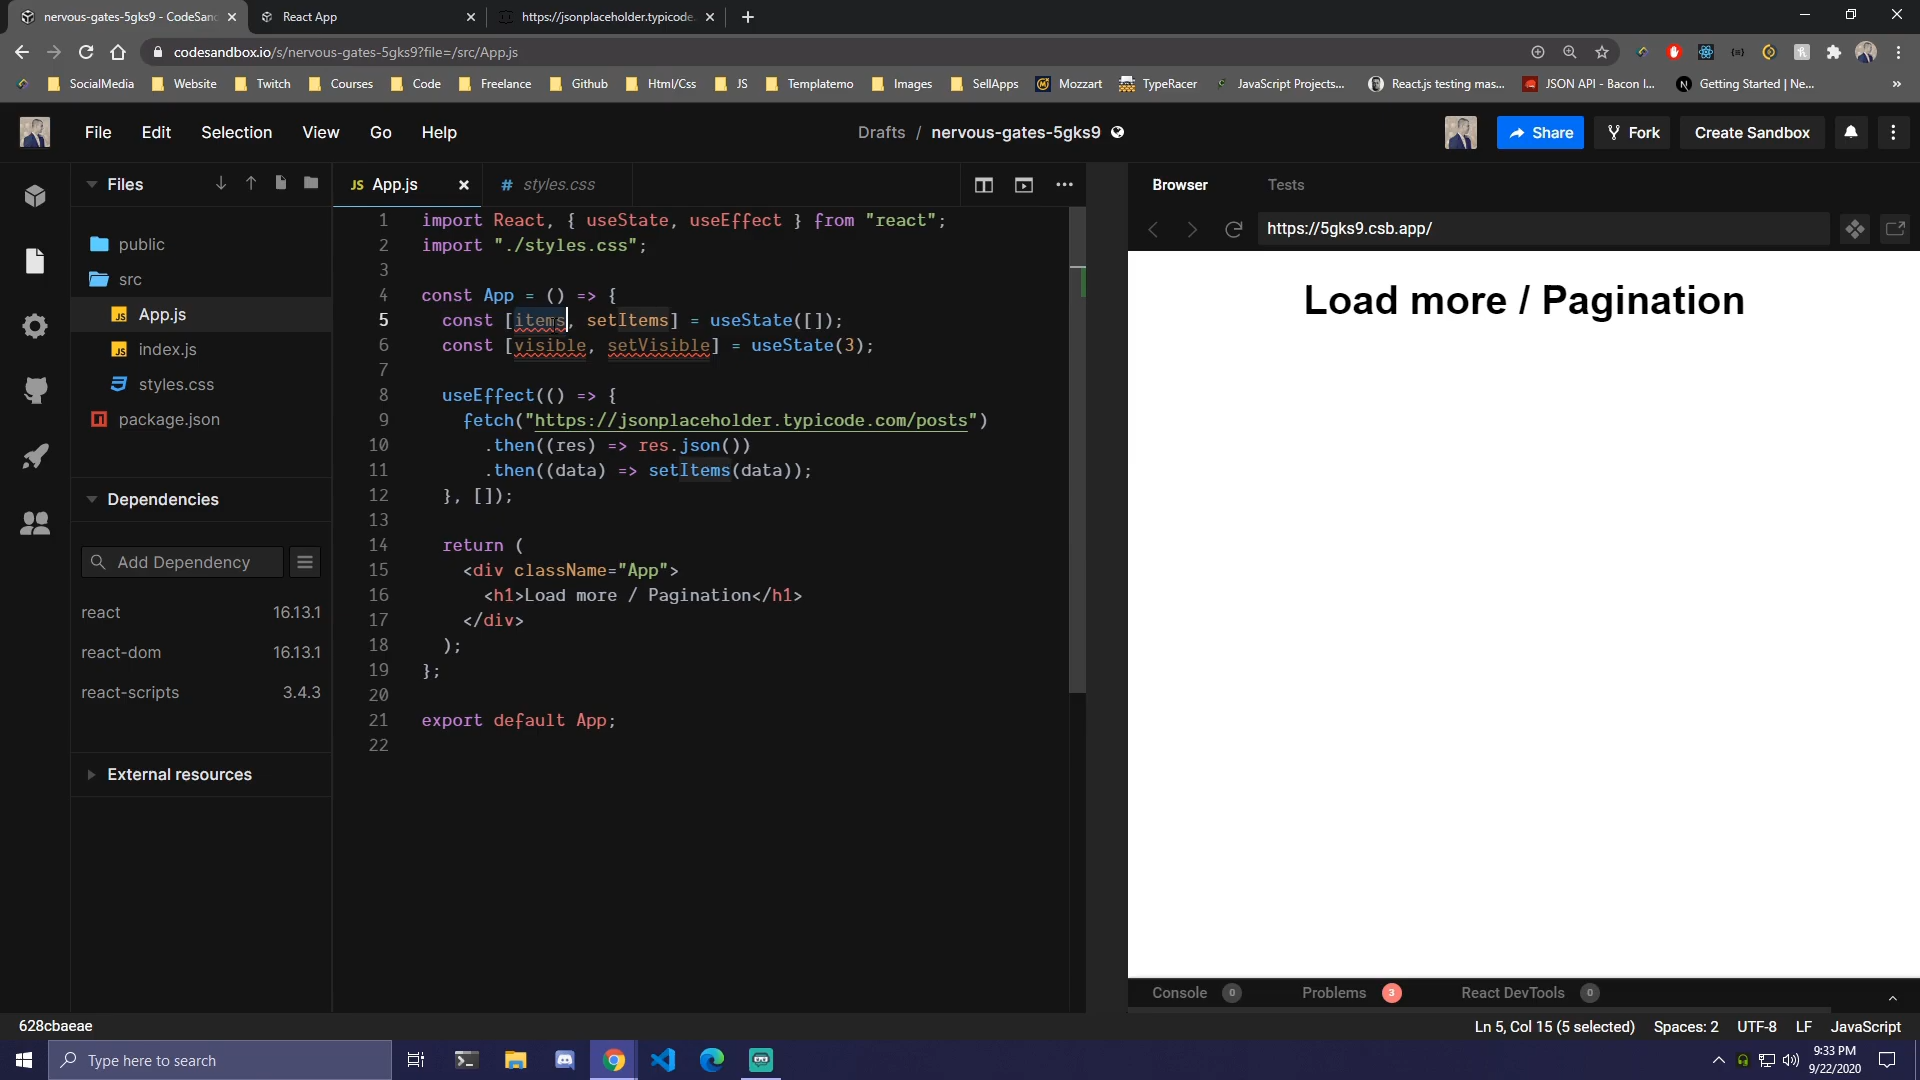 nervous-gates-5gks9 - CodeSan
React App
https://jsonplaceholder.typicode.
codesandbox.io/s/nervous-gates-5gks9?file=/src/App.js
SocialMedia
Website
Twitch
Courses
Code
Freelance
Github
Html/Css
JS
Templatemo
Images
SellApps
Mozzart
TypeRacer
JavaScript Projects...
React.js testing mas...
JSON API - Bacon I...
Getting Started | Ne...
»
File Edit Selection View Go Help
Drafts / nervous-gates-5gks9
Share
Fork
Create Sandbox
Files
public
src
JS App.js
JS index.js
styles.css
package.json
Dependencies
Add Dependency
react 16.13.1
react-dom 16.13.1
react-scripts 3.4.3
External resources
JS App.js
# styles.css
1 import React, { useState, useEffect } from "react";
2 import "./styles.css";
3
4 const App = () => {
5 const [items, setItems] = useState([]);
6 const [visible, setVisible] = useState(3);
7
8 useEffect(() => {
9 fetch("https://jsonplaceholder.typicode.com/posts")
10 .then((res) => res.json())
11 .then((data) => setItems(data));
12 }, []);
13
14 return (
15 <div className="App">
16 <h1>Load more / Pagination</h1>
17 </div>
18 );
19 };
20
21 export default App;
22
Browser
Tests
https://5gks9.csb.app/
Load more / Pagination
Console 0
Problems 3
React DevTools 0
628cbaeae
Ln 5, Col 15 (5 selected) Spaces: 2 UTF-8 LF JavaScript
Type here to search
9:33 PM
9/22/2020